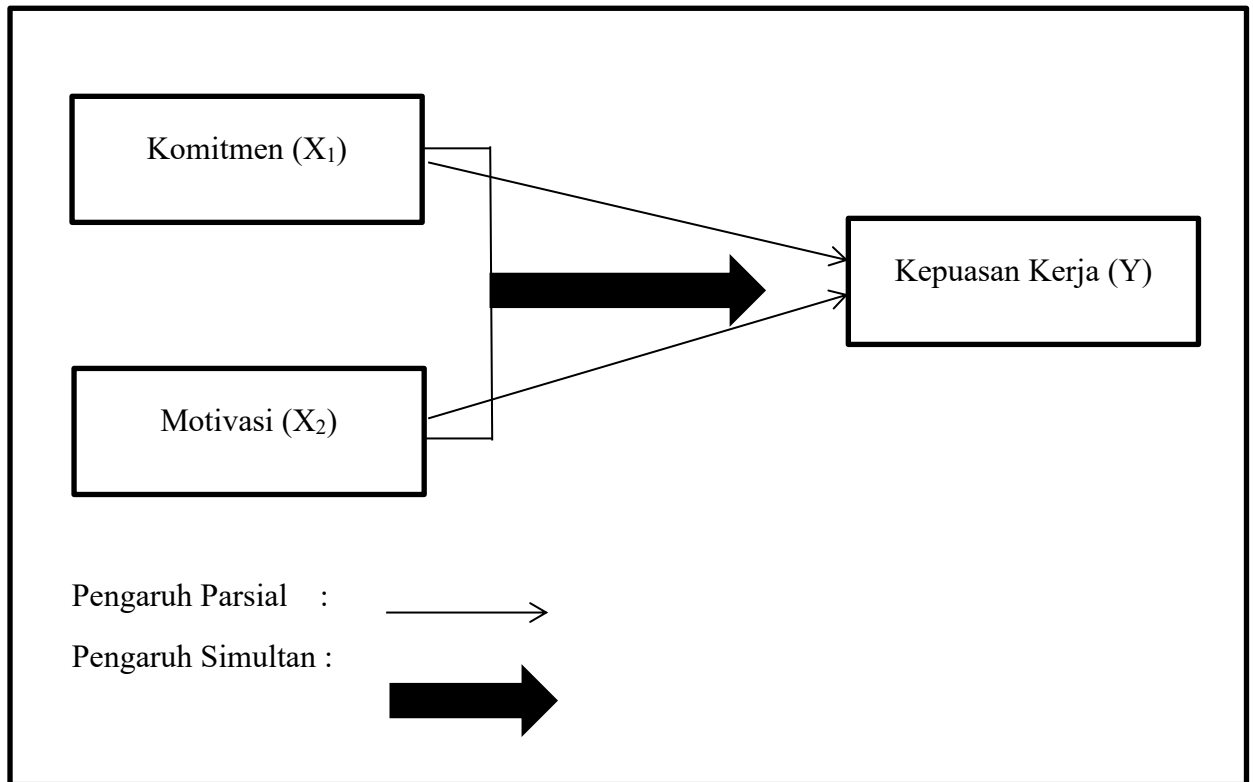 Komitmen (X₁)
Kepuasan Kerja (Y)
Motivasi (X₂)
Pengaruh Parsial :
Pengaruh Simultan :